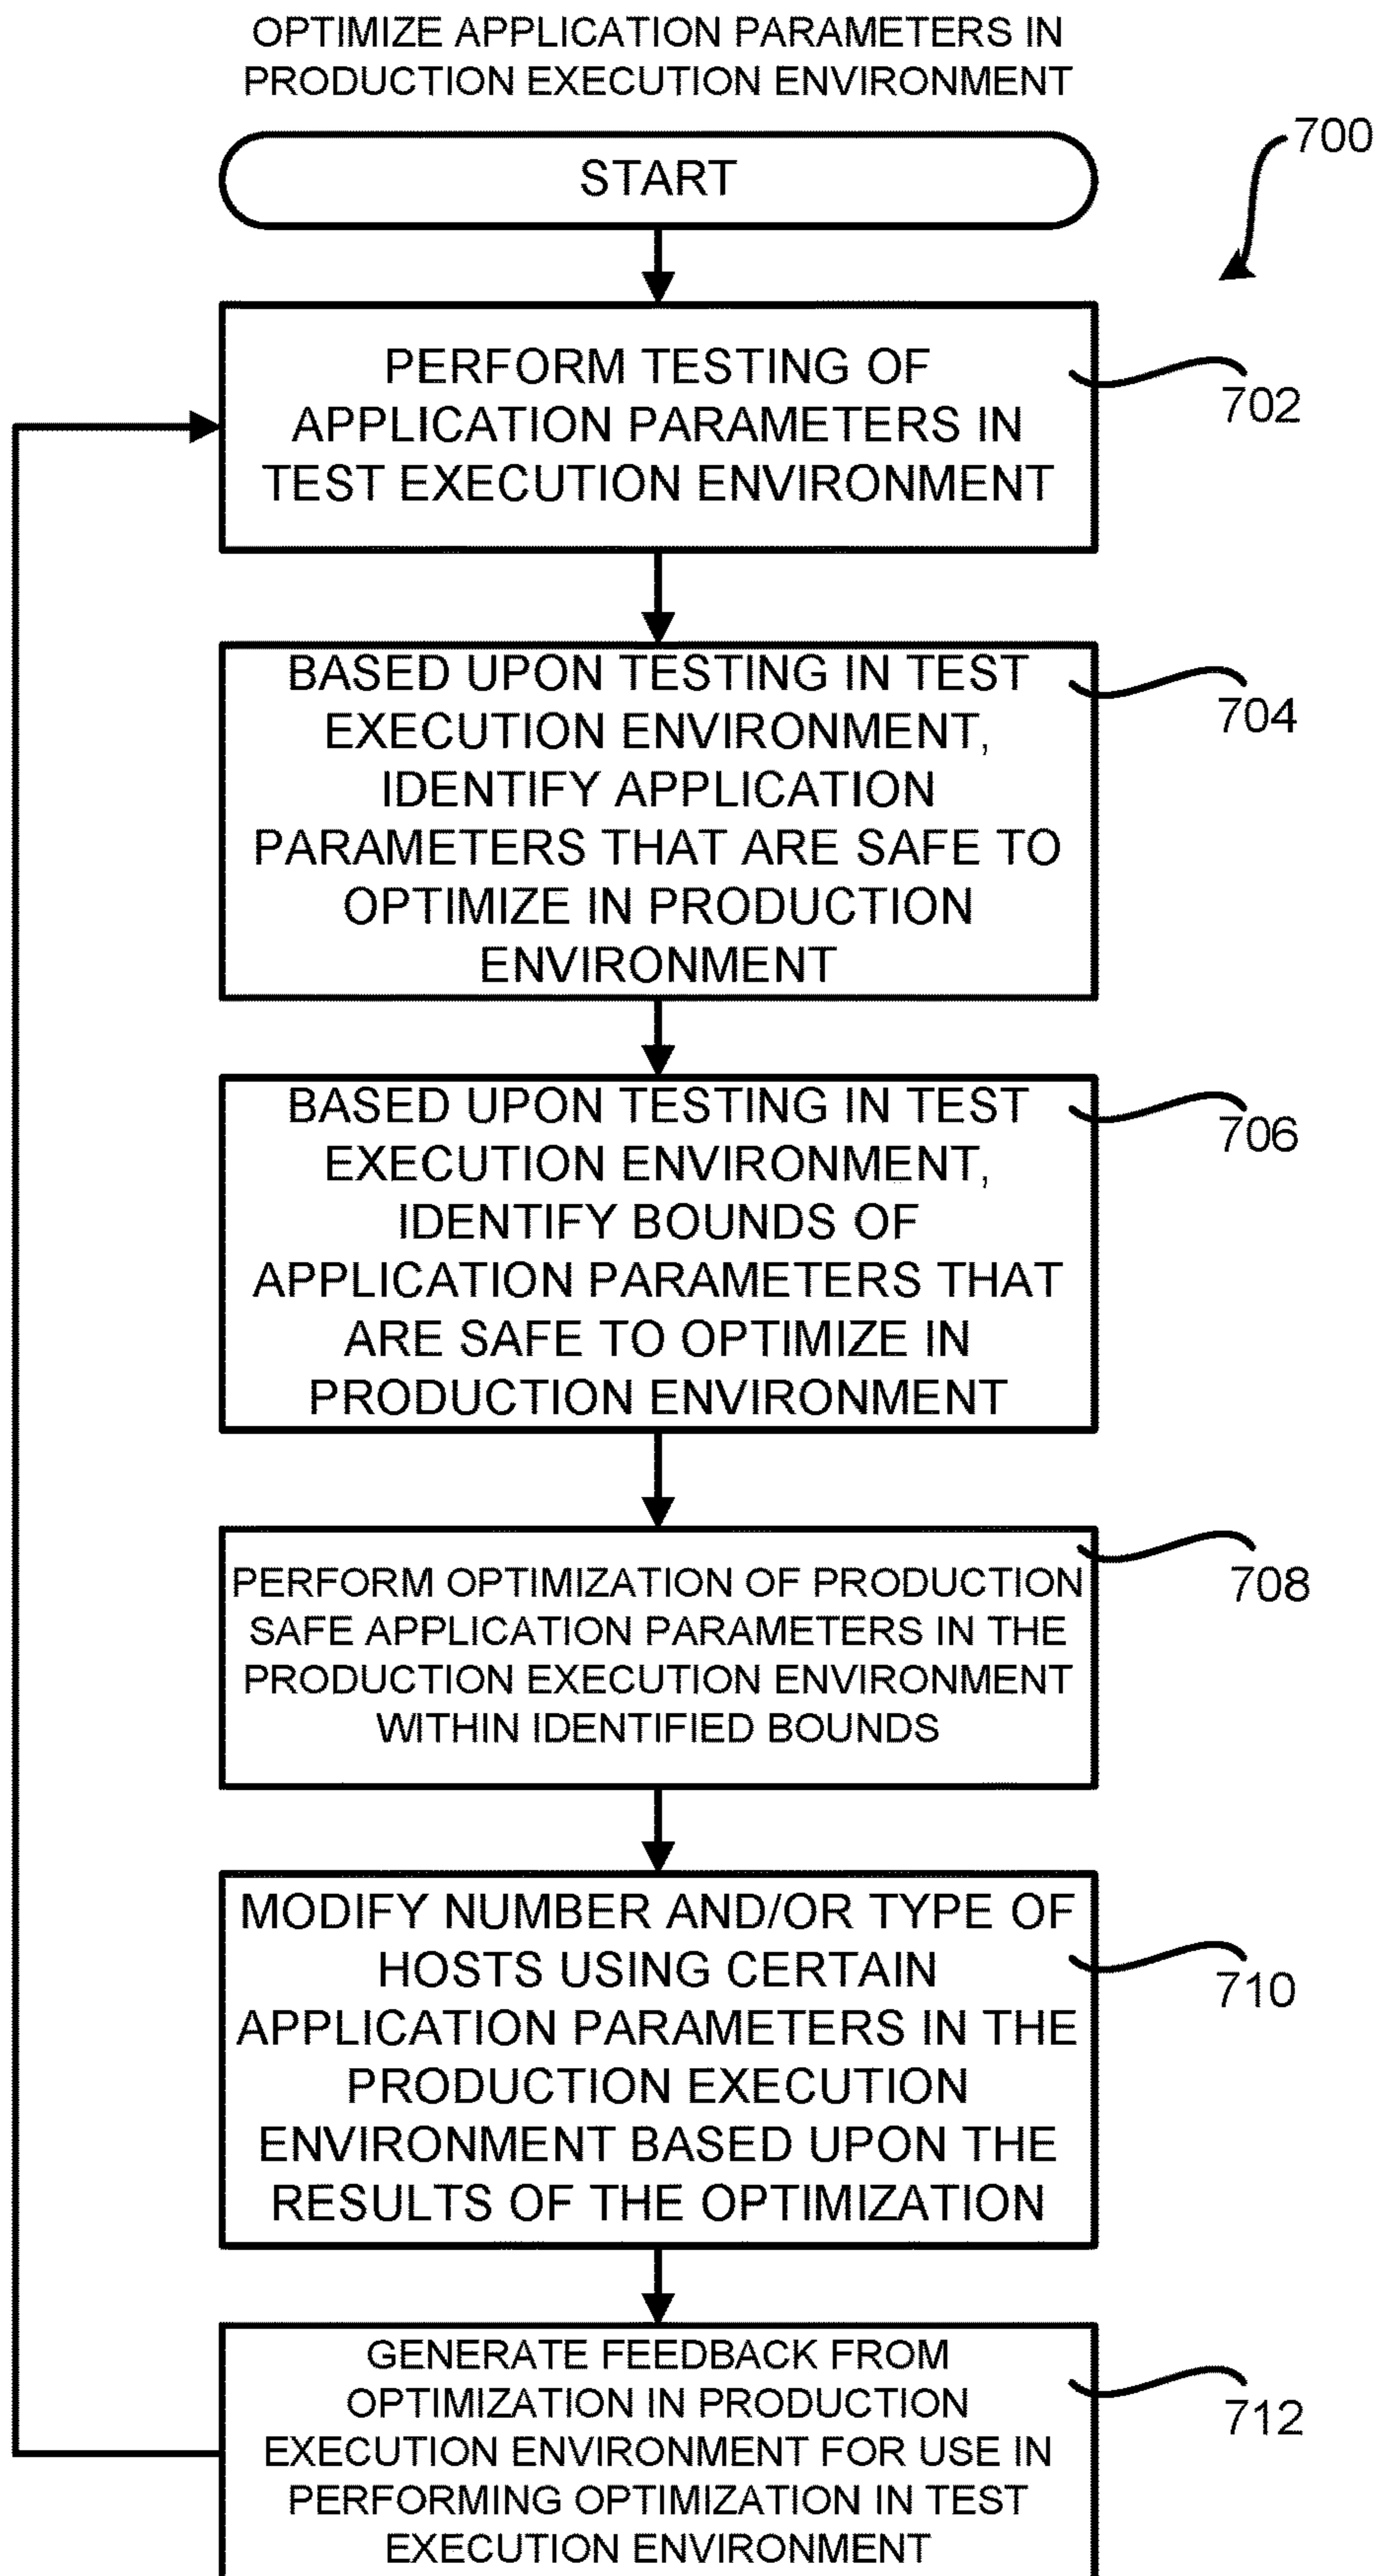 OPTIMIZE APPLICATION PARAMETERS IN
PRODUCTION EXECUTION ENVIRONMENT
700
START
PERFORM TESTING OF
APPLICATION PARAMETERS IN
TEST EXECUTION ENVIRONMENT
702
BASED UPON TESTING IN TEST
EXECUTION ENVIRONMENT,
IDENTIFY APPLICATION
PARAMETERS THAT ARE SAFE TO
OPTIMIZE IN PRODUCTION
ENVIRONMENT
704
BASED UPON TESTING IN TEST
EXECUTION ENVIRONMENT,
IDENTIFY BOUNDS OF
APPLICATION PARAMETERS THAT
ARE SAFE TO OPTIMIZE IN
PRODUCTION ENVIRONMENT
706
PERFORM OPTIMIZATION OF PRODUCTION
SAFE APPLICATION PARAMETERS IN THE
PRODUCTION EXECUTION ENVIRONMENT
WITHIN IDENTIFIED BOUNDS
708
MODIFY NUMBER AND/OR TYPE OF
HOSTS USING CERTAIN
APPLICATION PARAMETERS IN THE
PRODUCTION EXECUTION
ENVIRONMENT BASED UPON THE
RESULTS OF THE OPTIMIZATION
710
GENERATE FEEDBACK FROM
OPTIMIZATION IN PRODUCTION
EXECUTION ENVIRONMENT FOR USE IN
PERFORMING OPTIMIZATION IN TEST
EXECUTION ENVIRONMENT
712